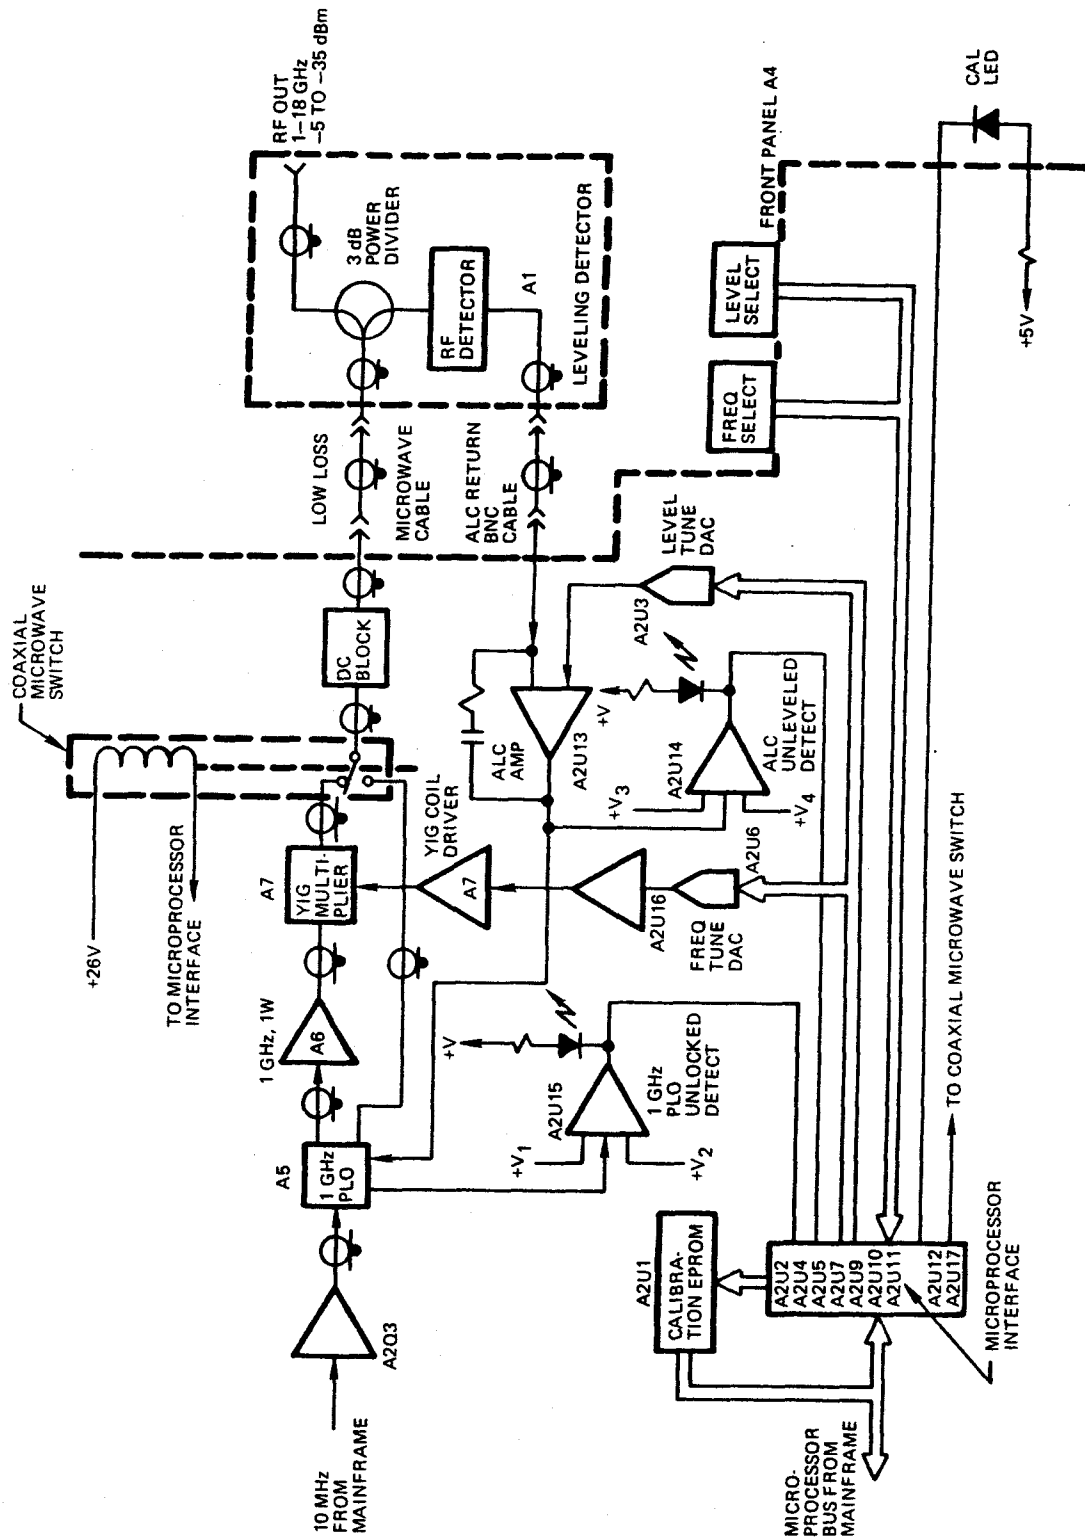 COAXIAL
MICROWAVE
SWITCH
+26V
TO MICROPROCESSOR
INTERFACE
10 MHz
FROM
MAINFRAME
A2Q3
A5
1 GHz
PLO
1 GHz, 1W
A6
A7
YIG
MULTI-
PLIER
YIG COIL
DRIVER
A7
DC
BLOCK
LOW LOSS
MICROWAVE
CABLE
ALC RETURN
BNC
CABLE
RF OUT
1–18 GHz
–5 TO –35 dBm
3 dB
POWER
DIVIDER
RF
DETECTOR
A1
LEVELING DETECTOR
ALC
AMP
A2U13
A2U3
LEVEL
TUNE
DAC
+V
A2U14
+V3
+V4
ALC
UNLEVELED
DETECT
A2U16
A2U6
FREQ
TUNE
DAC
+V
A2U15
+V1
+V2
1 GHz
PLO
UNLOCKED
DETECT
FREQ
SELECT
LEVEL
SELECT
FRONT PANEL A4
CAL
LED
+5V
A2U1
CALIBRA-
TION EPROM
A2U2
A2U4
A2U5
A2U7
A2U9
A2U10
A2U11
A2U12
A2U17
TO COAXIAL MICROWAVE SWITCH
MICROPROCESSOR
INTERFACE
MICRO-
PROCESSOR
BUS FROM
MAINFRAME